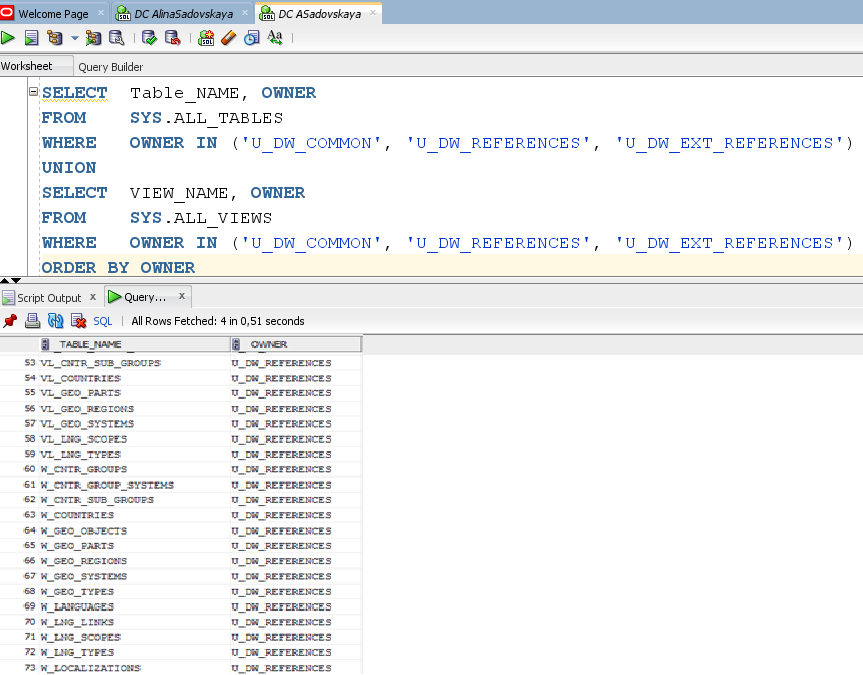 Welcome Page
DC AlinaSadovskaya
DC ASadovskaya
Worksheet
Query Builder
SELECT Table_NAME, OWNER
FROM SYS.ALL_TABLES
WHERE OWNER IN ('U_DW_COMMON', 'U_DW_REFERENCES', 'U_DW_EXT_REFERENCES')
UNION
SELECT VIEW_NAME, OWNER
FROM SYS.ALL_VIEWS
WHERE OWNER IN ('U_DW_COMMON', 'U_DW_REFERENCES', 'U_DW_EXT_REFERENCES')
ORDER BY OWNER
Script Output x
Query... x
SQL | All Rows Fetched: 4 in 0,51 seconds
TABLE_NAME OWNER
53 VL_CNTR_SUB_GROUPS U_DW_REFERENCES
54 VL_COUNTRIES U_DW_REFERENCES
55 VL_GEO_PARTS U_DW_REFERENCES
56 VL_GEO_REGIONS U_DW_REFERENCES
57 VL_GEO_SYSTEMS U_DW_REFERENCES
58 VL_LNG_SCOPES U_DW_REFERENCES
59 VL_LNG_TYPES U_DW_REFERENCES
60 W_CNTR_GROUPS U_DW_REFERENCES
61 W_CNTR_GROUP_SYSTEMS U_DW_REFERENCES
62 W_CNTR_SUB_GROUPS U_DW_REFERENCES
63 W_COUNTRIES U_DW_REFERENCES
64 W_GEO_OBJECTS U_DW_REFERENCES
65 W_GEO_PARTS U_DW_REFERENCES
66 W_GEO_REGIONS U_DW_REFERENCES
67 W_GEO_SYSTEMS U_DW_REFERENCES
68 W_GEO_TYPES U_DW_REFERENCES
69 W_LANGUAGES U_DW_REFERENCES
70 W_LNG_LINKS U_DW_REFERENCES
71 W_LNG_SCOPES U_DW_REFERENCES
72 W_LNG_TYPES U_DW_REFERENCES
73 W_LOCALIZATIONS U_DW_REFERENCES